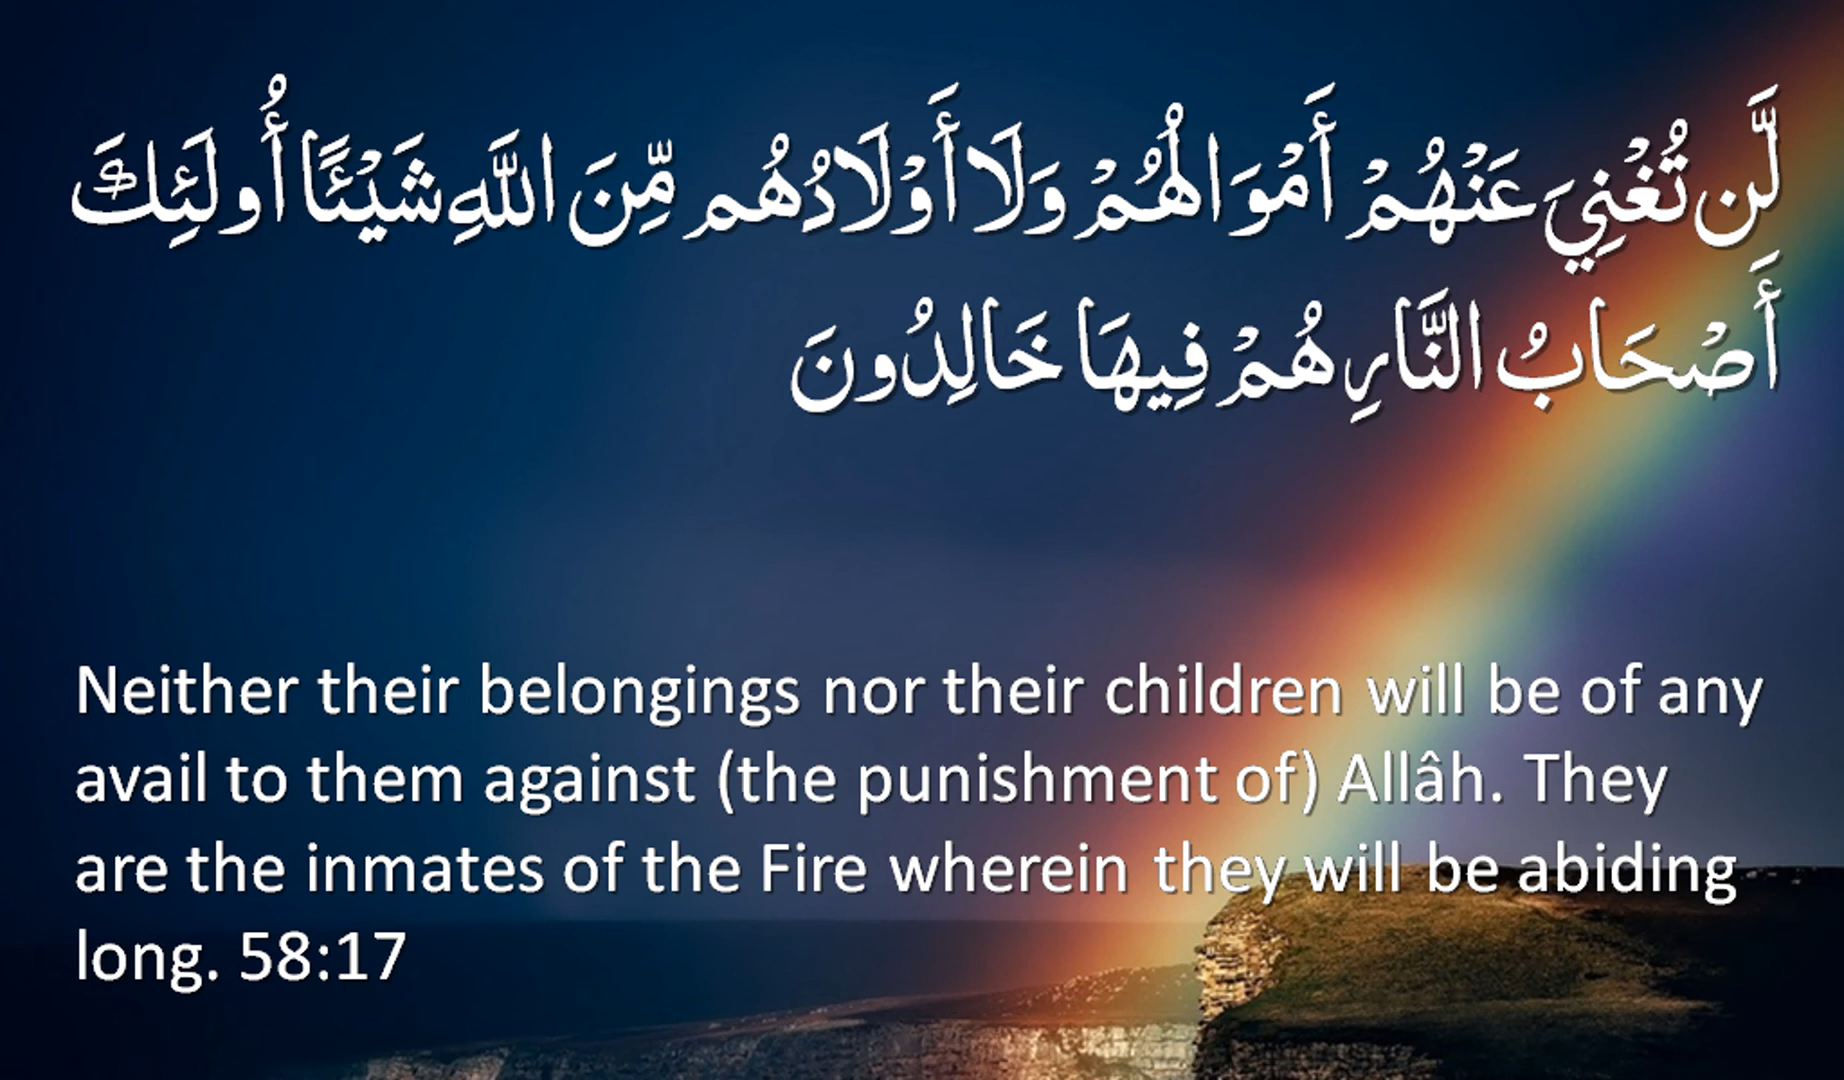 لَّن تُغْنِيَ عَنْهُمْ أَمْوَالُهُمْ وَلَا أَوْلَادُهُم مِّنَ اللَّهِ شَيْئًا أُولَئِكَ
أَصْحَابُ النَّارِ هُمْ فِيهَا خَالِدُونَ
Neither their belongings nor their children will be of any
avail to them against (the punishment of) Allâh. They
are the inmates of the Fire wherein they will be abiding
long. 58:17